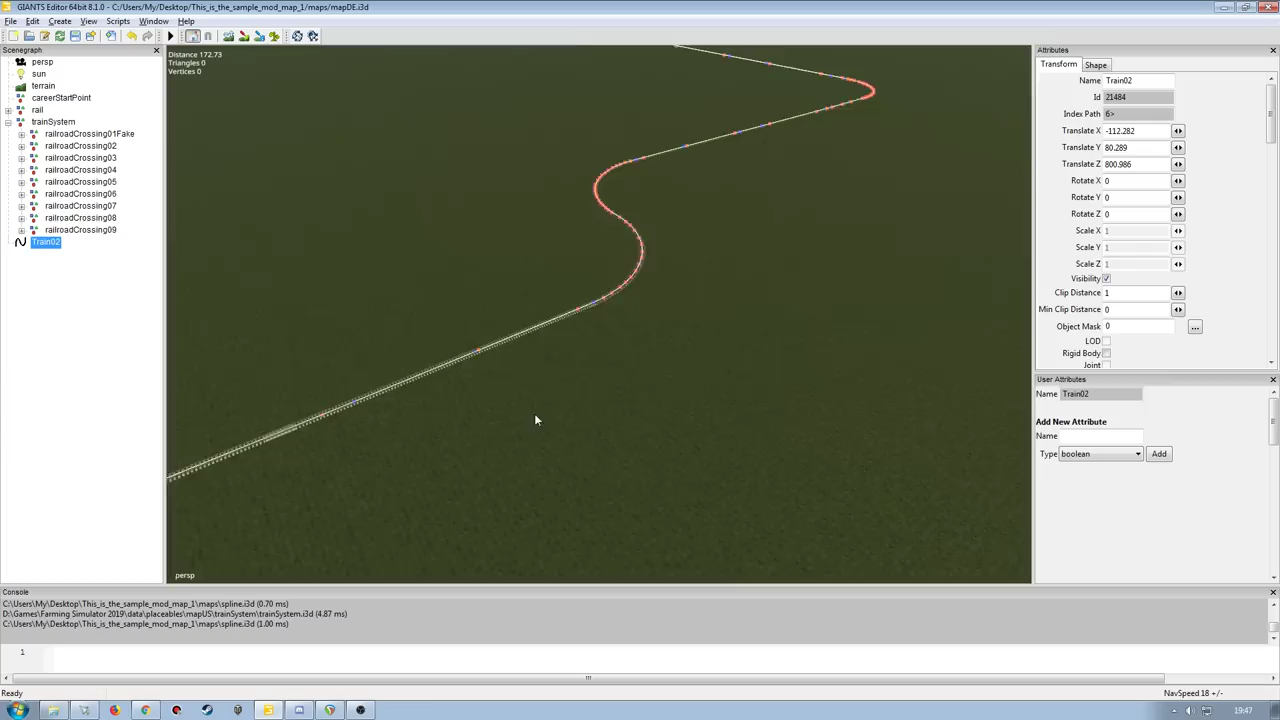 GIANTS Editor 64bit 8.1.0 - C:/Users/My/Desktop/This_is_the_sample_mod_map_1/maps/mapDE.i3d
File Edit Create View Scripts Window Help
Scenegraph
persp
sun
terrain
careerStartPoint
rail
trainSystem
railroadCrossing01Fake
railroadCrossing02
railroadCrossing03
railroadCrossing04
railroadCrossing05
railroadCrossing06
railroadCrossing07
railroadCrossing08
railroadCrossing09
Train02
Distance 172.73
Triangles 0
Vertices 0
persp
Attributes
Transform Shape
Name Train02
Id 21484
Index Path 6>
Translate X -112.282
Translate Y 80.289
Translate Z 800.986
Rotate X 0
Rotate Y 0
Rotate Z 0
Scale X 1
Scale Y 1
Scale Z 1
Visibility
Clip Distance 1
Min Clip Distance 0
Object Mask 0 ...
LOD
Rigid Body
Joint
User Attributes
Name Train02
Add New Attribute
Name
Type boolean Add
Console
C:\Users\My\Desktop\This_is_the_sample_mod_map_1\maps\spline.i3d (0.70 ms)
D:\Games\Farming Simulator 2019\data\placeables\mapUS\trainSystem\trainSystem.i3d (4.87 ms)
C:\Users\My\Desktop\This_is_the_sample_mod_map_1\maps\spline.i3d (1.00 ms)
1
Ready NavSpeed 18 +/-
19:47